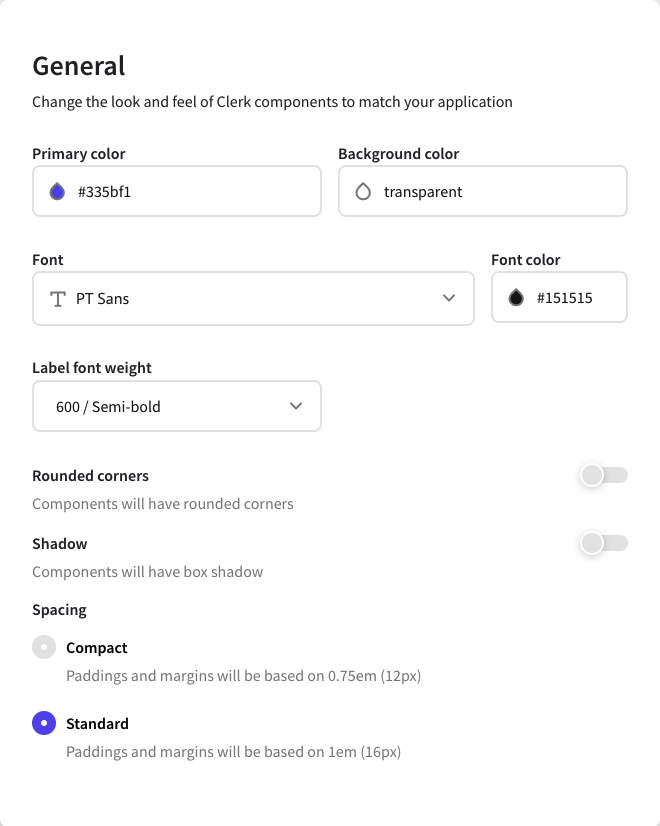 General
Change the look and feel of Clerk components to match your application
Primary color
Background color
#335bf1
transparent
Font
Font color
PT Sans
#151515
Label font weight
600 / Semi-bold
Rounded corners
Components will have rounded corners
Shadow
Components will have box shadow
Spacing
Compact
Paddings and margins will be based on 0.75em (12px)
Standard
Paddings and margins will be based on 1em (16px)